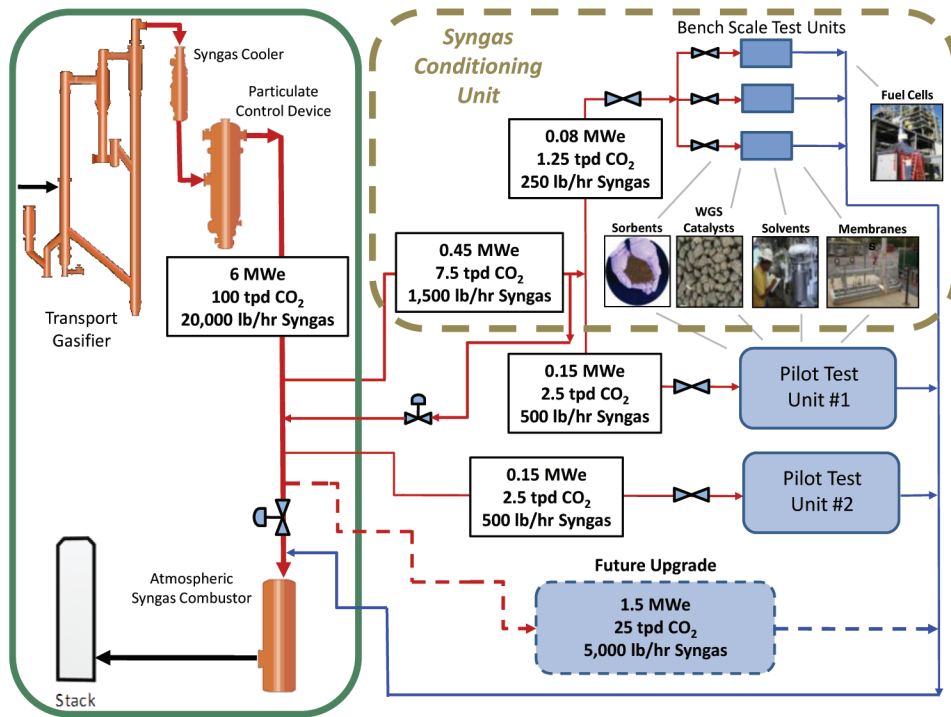 Syngas Cooler
Particulate
Control Device
6 MWe
100 tpd CO₂
20,000 lb/hr Syngas
Transport
Gasifier
Atmospheric
Syngas Combustor
Stack
Syngas
Conditioning
Unit
Bench Scale Test Units
Fuel Cells
0.08 MWe
1.25 tpd CO₂
250 lb/hr Syngas
0.45 MWe
7.5 tpd CO₂
1,500 lb/hr Syngas
Sorbents
WGS
Catalysts
Solvents
Membranes
S
0.15 MWe
2.5 tpd CO₂
500 lb/hr Syngas
Pilot Test
Unit #1
0.15 MWe
2.5 tpd CO₂
500 lb/hr Syngas
Pilot Test
Unit #2
Future Upgrade
1.5 MWe
25 tpd CO₂
5,000 lb/hr Syngas